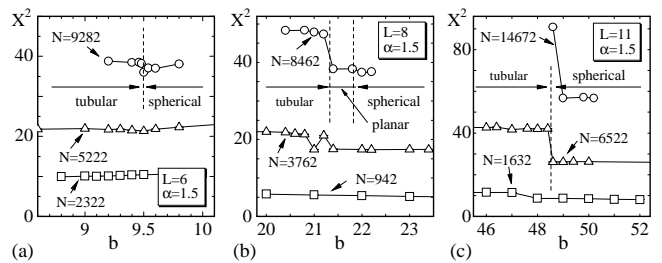 X²
N=9282
40
tubular
spherical
20
N=5222
L=6
α=1.5
N=2322
0
9
9.5
10
(a)
b
X²
L=8
α=1.5
N=8462
40
tubular
spherical
planar
20
N=3762
N=942
0
20
21
22
23
(b)
b
X²
L=11
α=1.5
N=14672
80
tubular
spherical
40
N=6522
N=1632
0
46
48
50
52
(c)
b